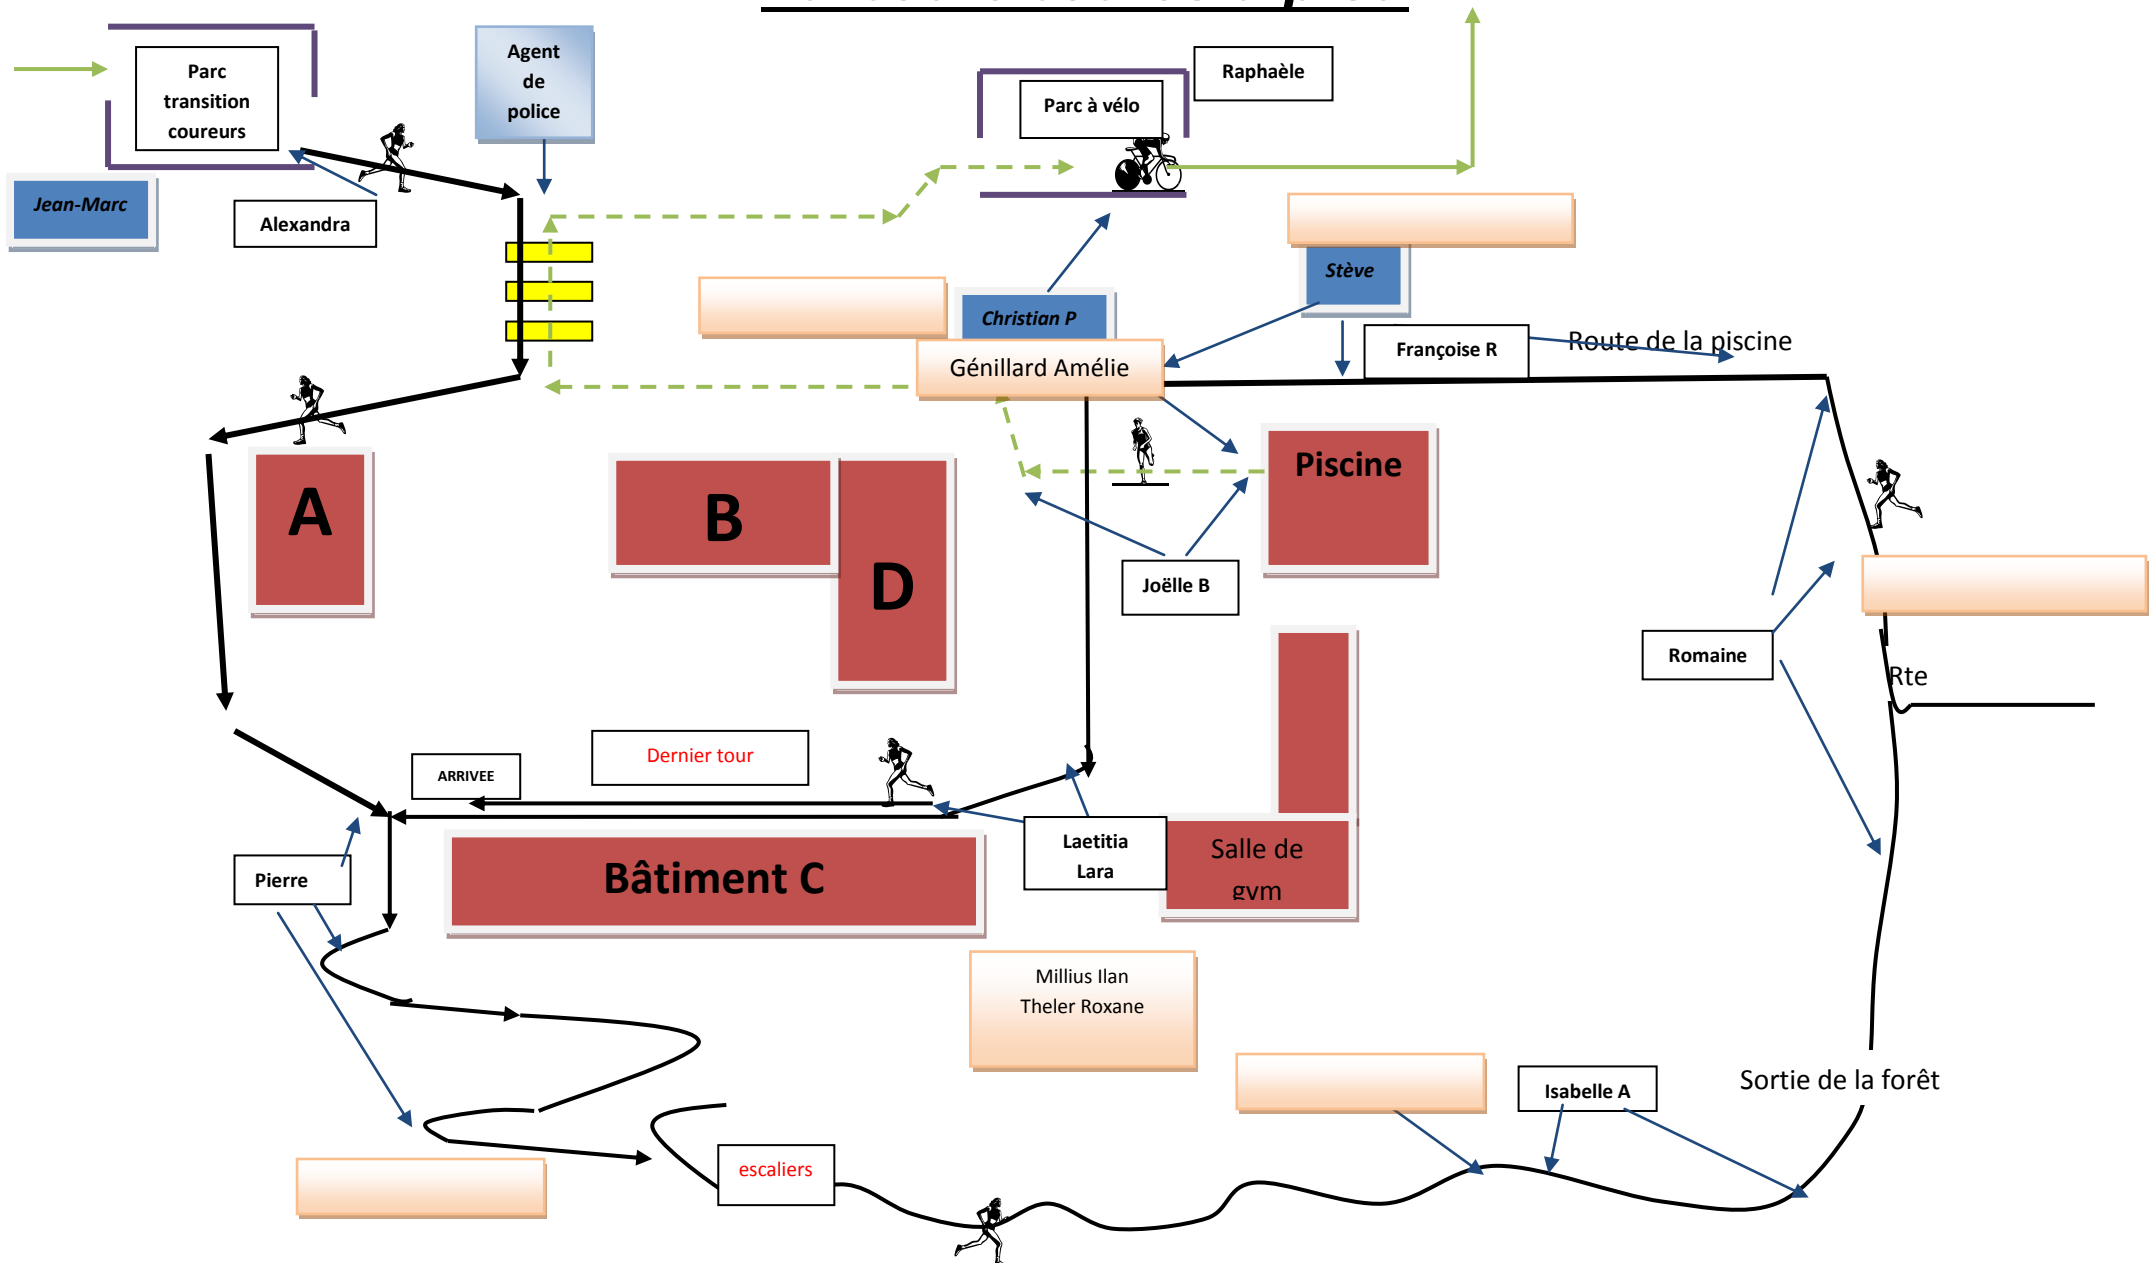 Agent
de
police
Parc
transition
coureurs
Raphaèle
Parc à vélo
Jean-Marc
Alexandra
Stève
Christian P
Françoise R
Route de la piscine
Génillard Amélie
Piscine
A
B
D
Joëlle B
Romaine
Rte
Dernier tour
ARRIVEE
Laetitia
Lara
Salle de
gym
Bâtiment C
Pierre
Millius Ilan
Theler Roxane
Sortie de la forêt
Isabelle A
escaliers